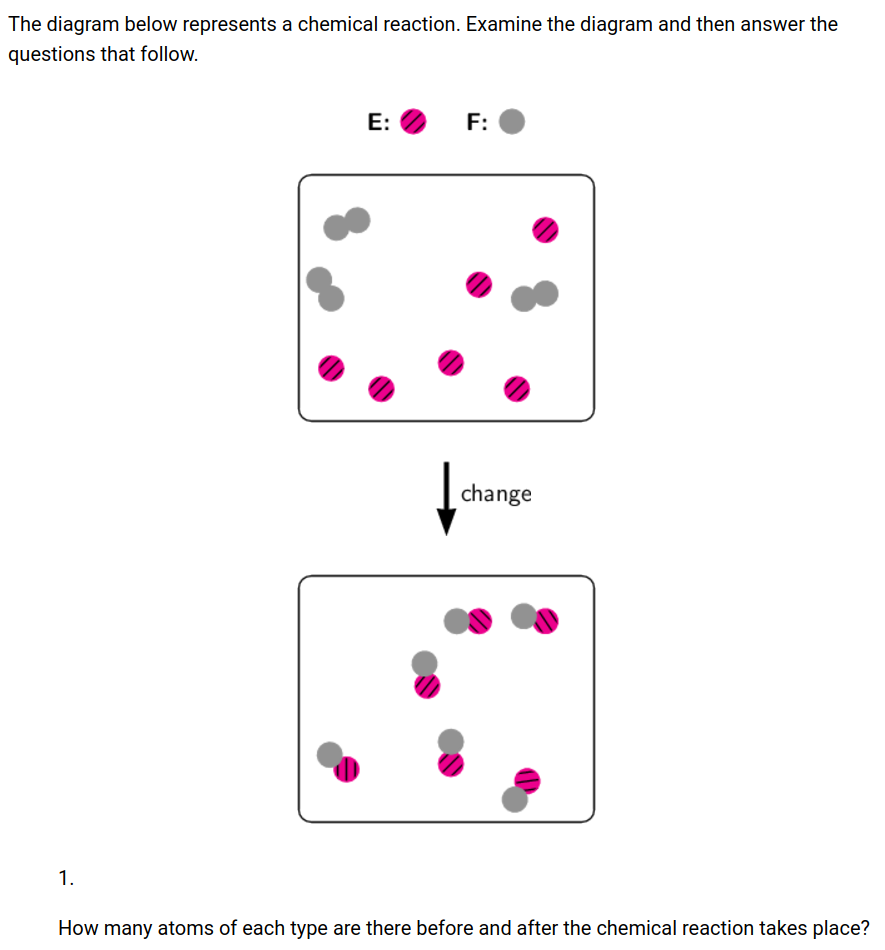 The diagram below represents a chemical reaction. Examine the diagram and then answer the
questions that follow.
E: F:
change
1.
How many atoms of each type are there before and after the chemical reaction takes place?